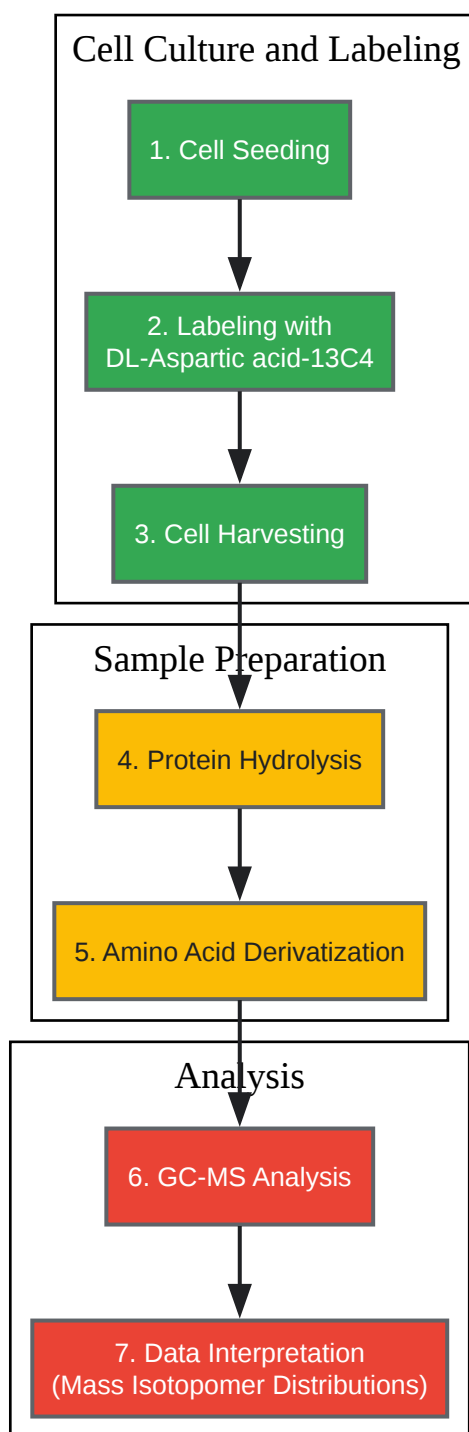 Cell Culture and Labeling
1. Cell Seeding
2. Labeling with
DL-Aspartic acid-13C4
3. Cell Harvesting
Sample Preparation
4. Protein Hydrolysis
5. Amino Acid Derivatization
Analysis
6. GC-MS Analysis
7. Data Interpretation
(Mass Isotopomer Distributions)